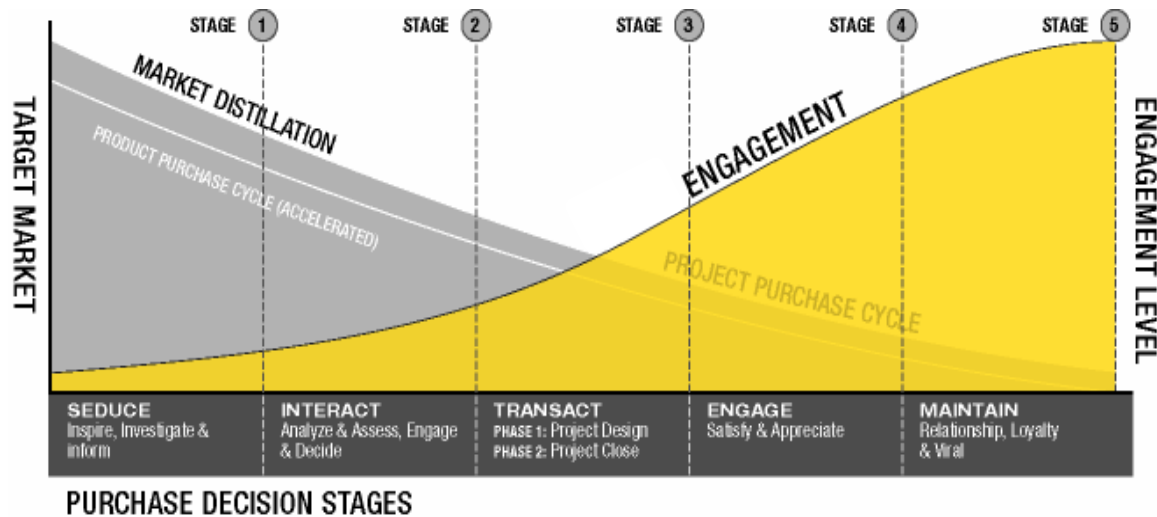 STAGE 1
STAGE 2
STAGE 3
STAGE 4
STAGE 5
TARGET MARKET
MARKET DISTILLATION
PRODUCT PURCHASE CYCLE (ACCELERATED)
ENGAGEMENT
PROJECT PURCHASE CYCLE
ENGAGEMENT LEVEL
SEDUCE
Inspire, Investigate &
inform
INTERACT
Analyze & Assess, Engage
& Decide
TRANSACT
PHASE 1: Project Design
PHASE 2: Project Close
ENGAGE
Satisfy & Appreciate
MAINTAIN
Relationship, Loyalty
& Viral
PURCHASE DECISION STAGES